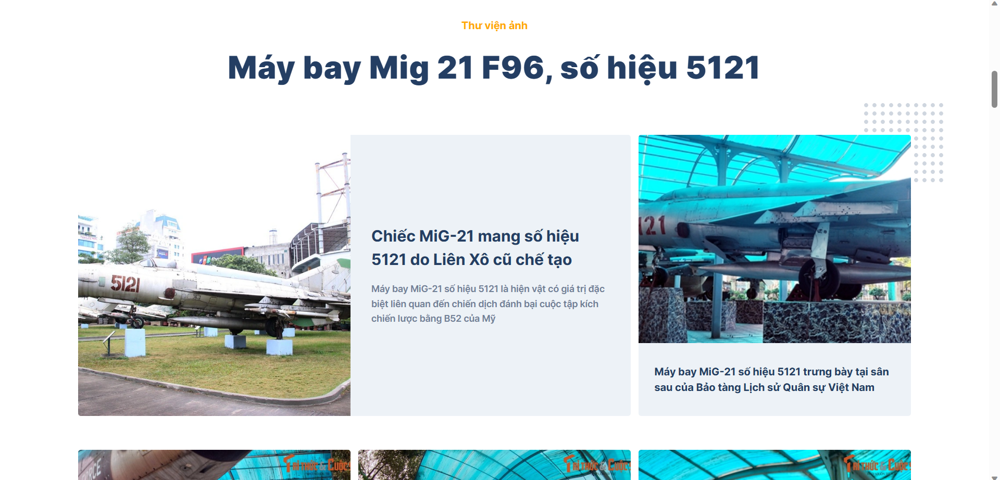 Thư viện ảnh
Máy bay Mig 21 F96, số hiệu 5121
5121
Chiếc MiG-21 mang số hiệu
5121 do Liên Xô cũ chế tạo
Máy bay MiG-21 số hiệu 5121 là hiện vật có giá trị đặc
biệt liên quan đến chiến dịch đánh bại cuộc tập kích
chiến lược bằng B52 của Mỹ
121
Máy bay MiG-21 số hiệu 5121 trưng bày tại sân
sau của Bảo tàng Lịch sử Quân sự Việt Nam
TRI THỨC & CUỘC
TRI THỨC & CUỘC
TRI THỨC & CUỘC